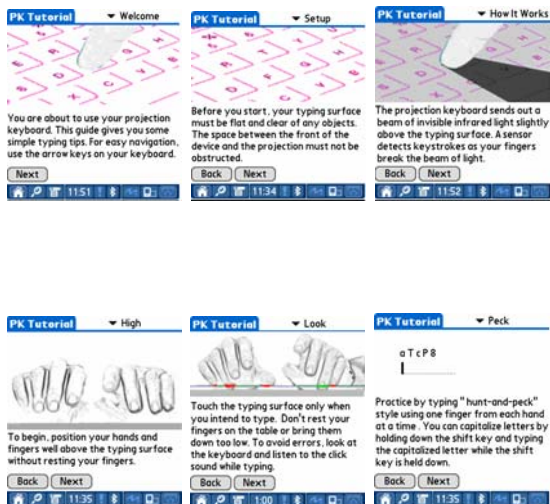 PK Tutorial Welcome
You are about to use your projection
keyboard. This guide gives you some
simple typing tips. For easy navigation,
use the arrow keys on your keyboard.
Next
11:51
PK Tutorial Setup
Before you start, your typing surface
must be flat and clear of any objects.
The space between the front of the
device and the projection must not be
obstructed.
Back Next
11:34
PK Tutorial How It Works
The projection keyboard sends out a
beam of invisible infrared light slightly
above the typing surface. A sensor
detects keystrokes as your fingers
break the beam of light.
Back Next
11:52
PK Tutorial High
To begin, position your hands and
fingers well above the typing surface
without resting your fingers.
Back Next
11:35
PK Tutorial Look
Touch the typing surface only when
you intend to type. Don't rest your
fingers on the table or bring them
down too low. To avoid errors, look at
the keyboard and listen to the click
sound while typing.
Back Next
1:00
PK Tutorial Peck
aTcP8
Practice by typing "hunt-and-peck"
style using one finger from each hand
at a time. You can capitalize letters by
holding down the shift key and typing
the capitalized letter while the shift
key is held down.
Back Next
11:35